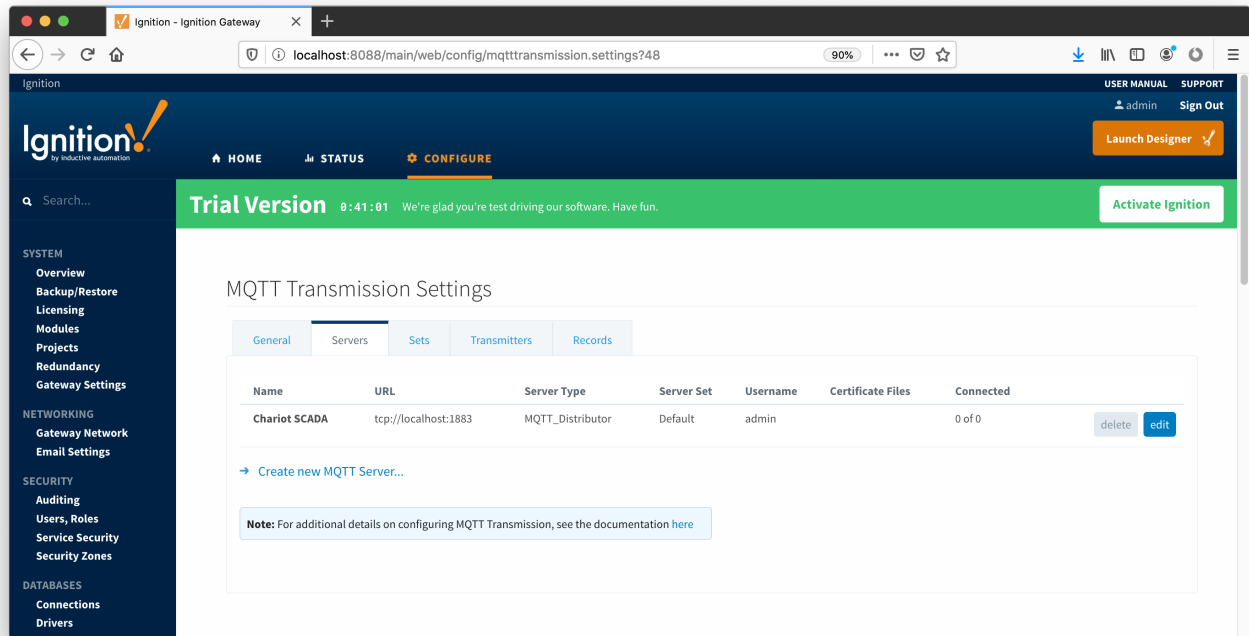 Ignition - Ignition Gateway
localhost:8088/main/web/config/mqtttransmission.settings?48
90%
Ignition
USER MANUAL SUPPORT
admin Sign Out
Ignition!
by inductive automation
Launch Designer
HOME STATUS CONFIGURE
Search...
Trial Version 0:41:01 We're glad you're test driving our software. Have fun.
Activate Ignition
SYSTEM
Overview
Backup/Restore
Licensing
Modules
Projects
Redundancy
Gateway Settings
NETWORKING
Gateway Network
Email Settings
SECURITY
Auditing
Users, Roles
Service Security
Security Zones
DATABASES
Connections
Drivers
MQTT Transmission Settings
General Servers Sets Transmitters Records
Name URL Server Type Server Set Username Certificate Files Connected
Chariot SCADA tcp://localhost:1883 MQTT_Distributor Default admin 0 of 0 delete edit
Create new MQTT Server...
Note: For additional details on configuring MQTT Transmission, see the documentation here